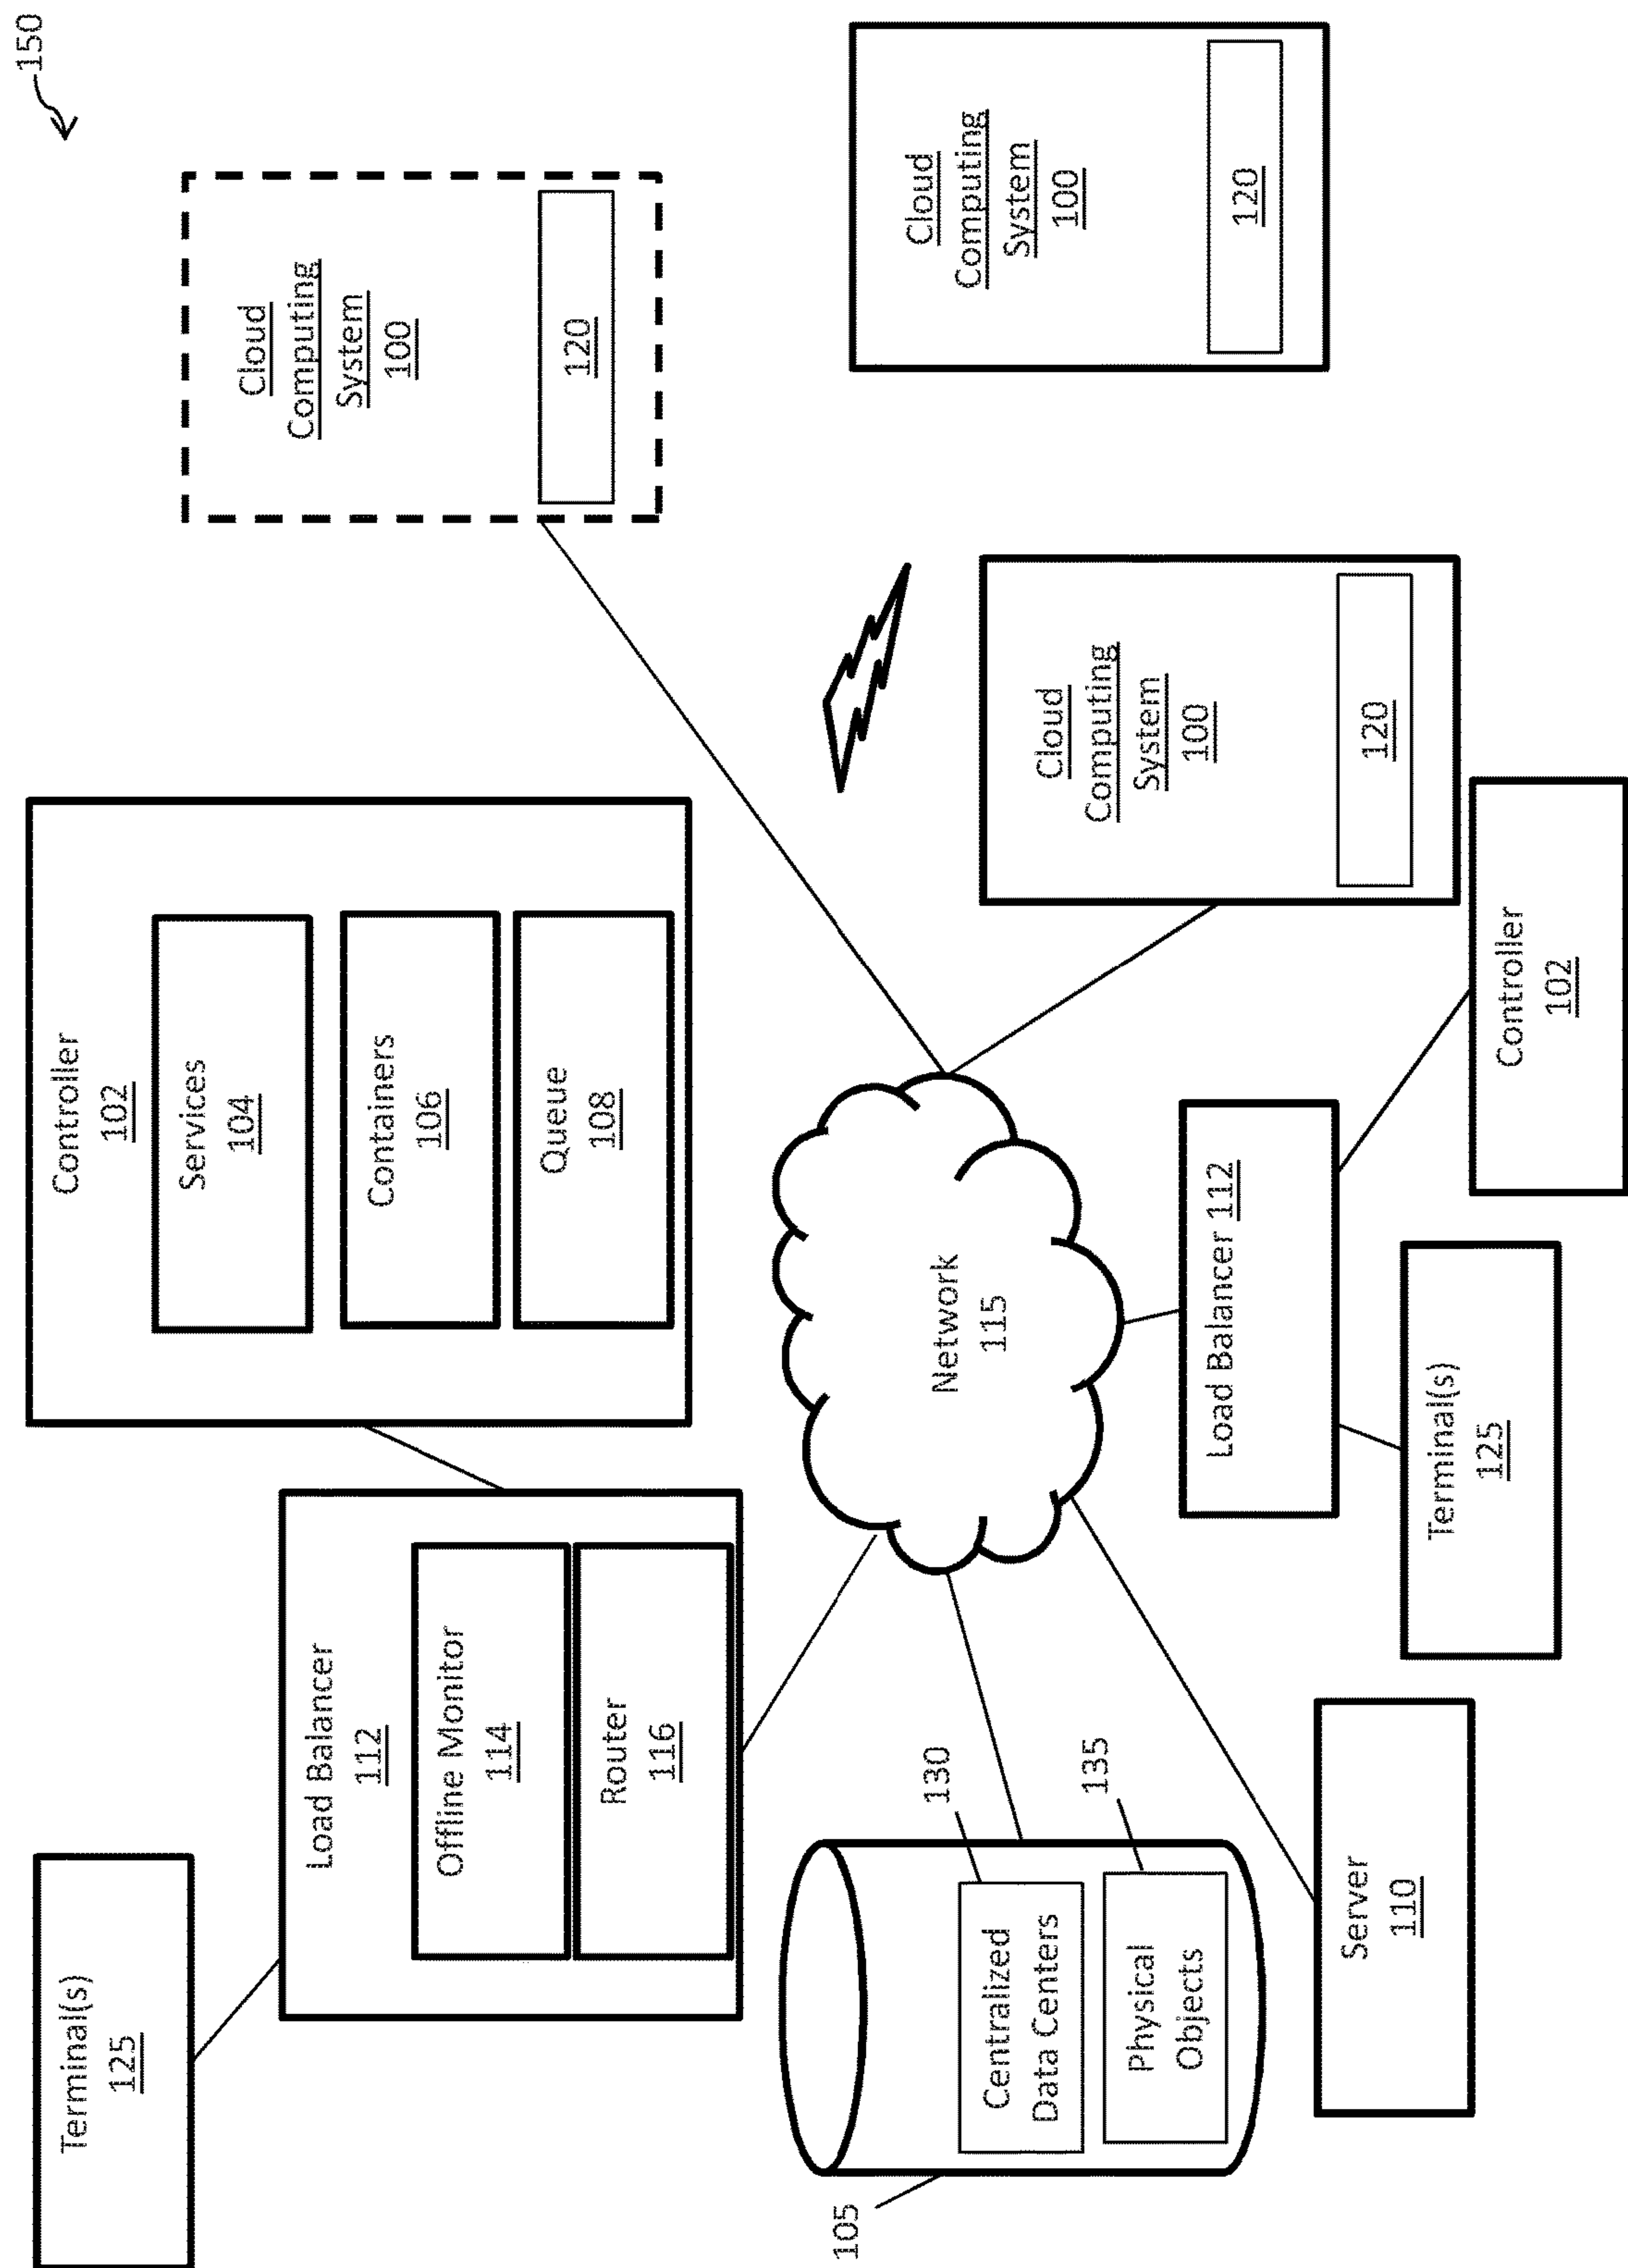 150
Terminal(s)
125
Load Balancer
112
Offline Monitor
114
Router
116
Controller
102
Services
104
Containers
106
Queue
108
Cloud
Computing
System
100
120
105
130
Centralized
Data Centers
135
Physical
Objects
Network
115
Cloud
Computing
System
100
120
Cloud
Computing
System
100
120
Server
110
Load Balancer 112
Terminal(s)
125
Controller
102